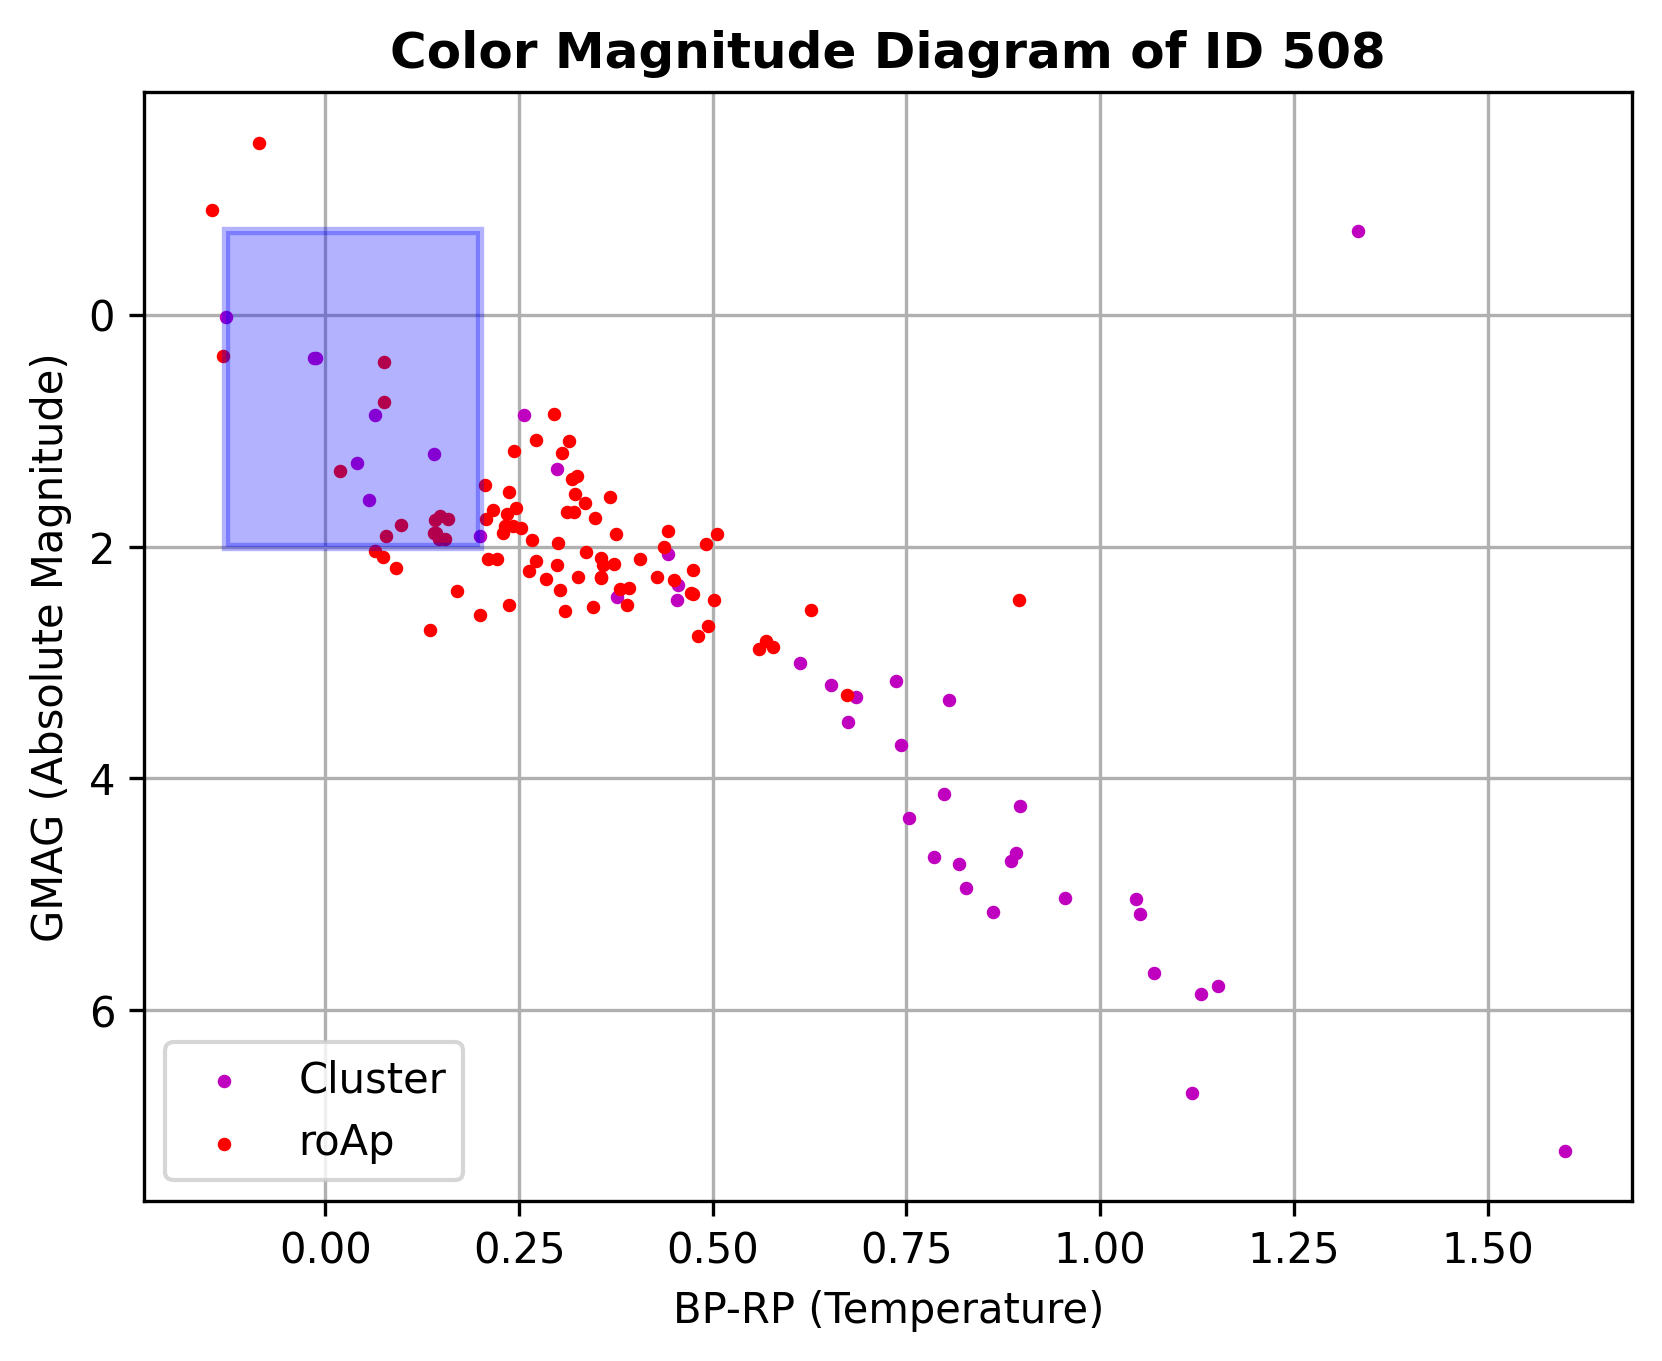 Color Magnitude Diagram of ID 508
GMAG (Absolute Magnitude)
0
2
4
6
Cluster
roAp
0.00 0.25 0.50 0.75 1.00 1.25 1.50
BP-RP (Temperature)